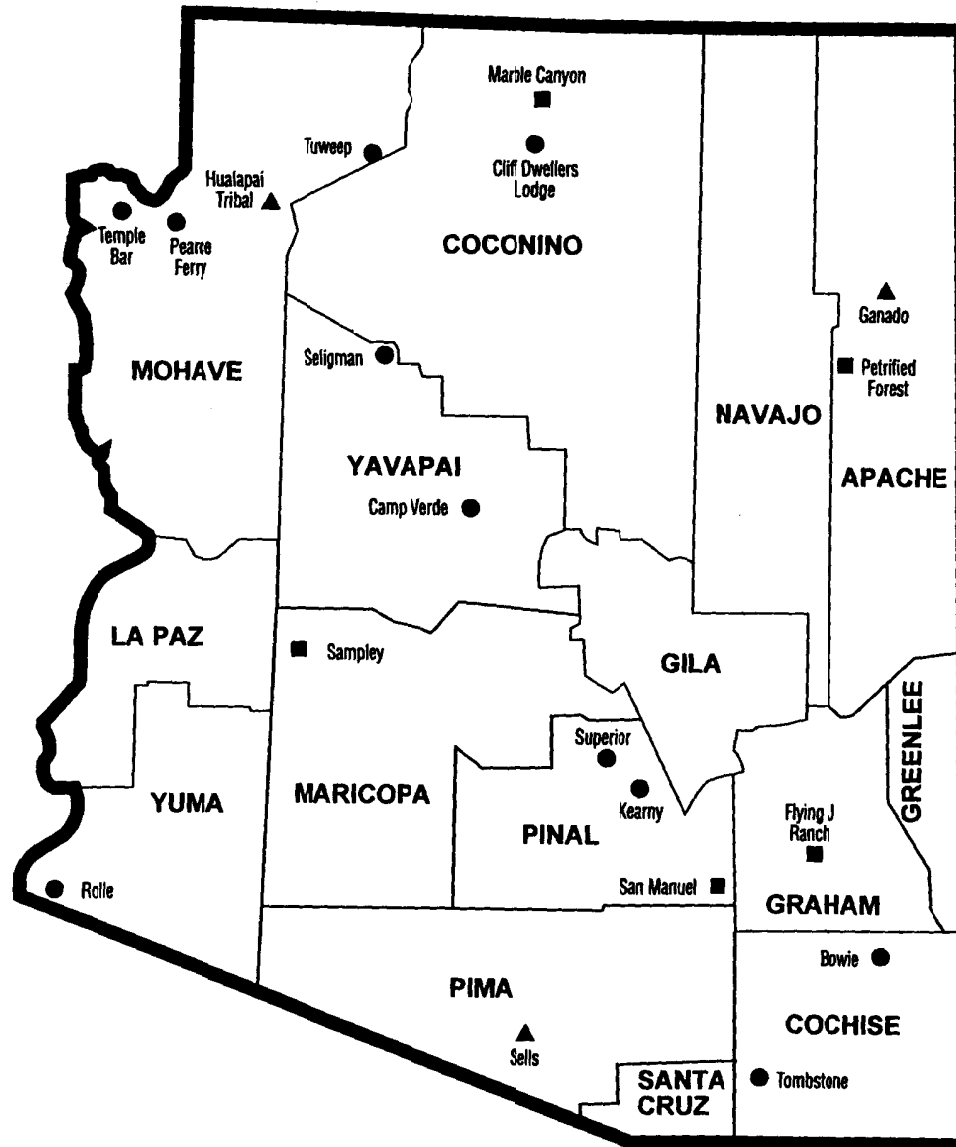 Marble Canyon
Tuweep
Cliff Dwellers
Lodge
Hualapai
Tribal
Temple
Bar
Pearre
Ferry
COCONINO
Ganado
Seligman
MOHAVE
Petrified
Forest
NAVAJO
YAVAPAI
APACHE
Camp Verde
LA PAZ
Sampley
GILA
GREENLEE
Superior
YUMA
MARICOPA
Kearny
Flying J
Ranch
PINAL
Rolle
San Manuel
GRAHAM
Bowie
PIMA
COCHISE
Sells
SANTA
CRUZ
Tombstone